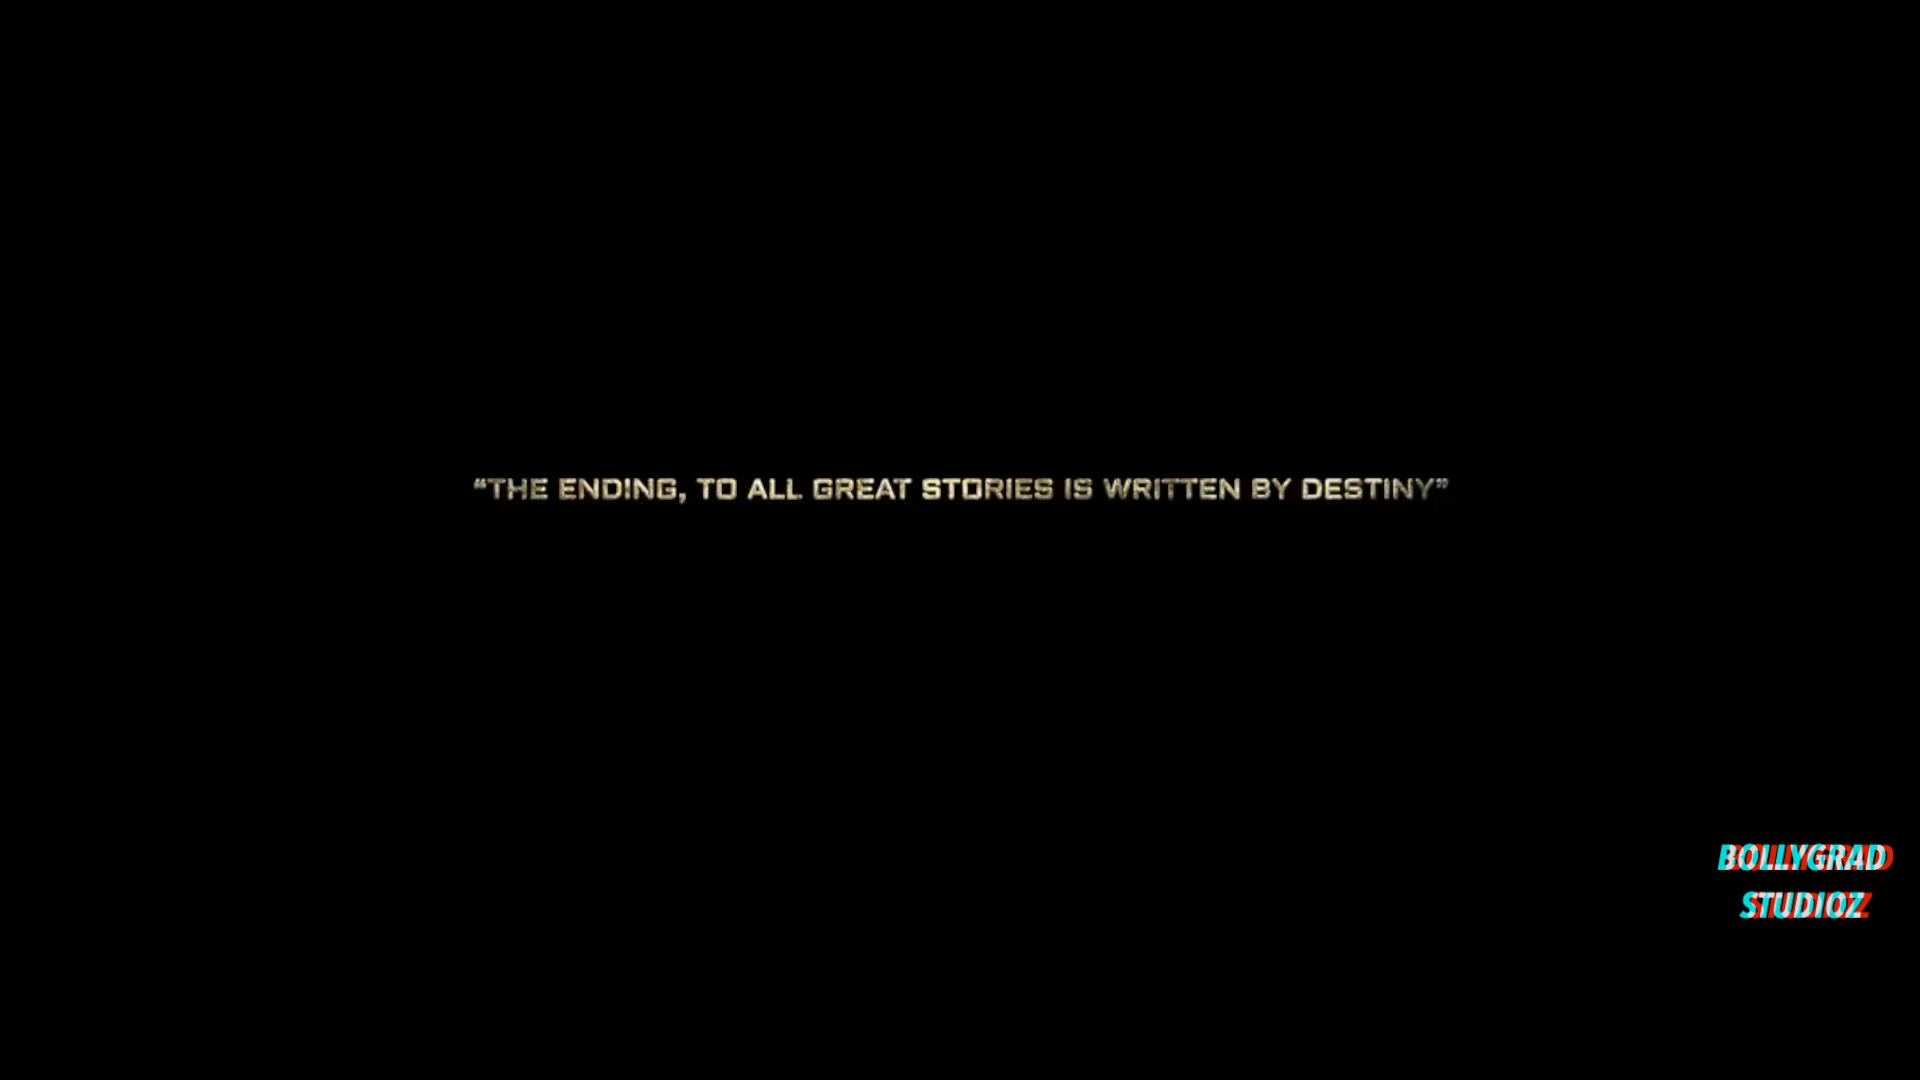 “THE ENDING, TO ALL GREAT STORIES IS WRITTEN BY DESTINY”
BOLLYGRAD
STUDIOZ